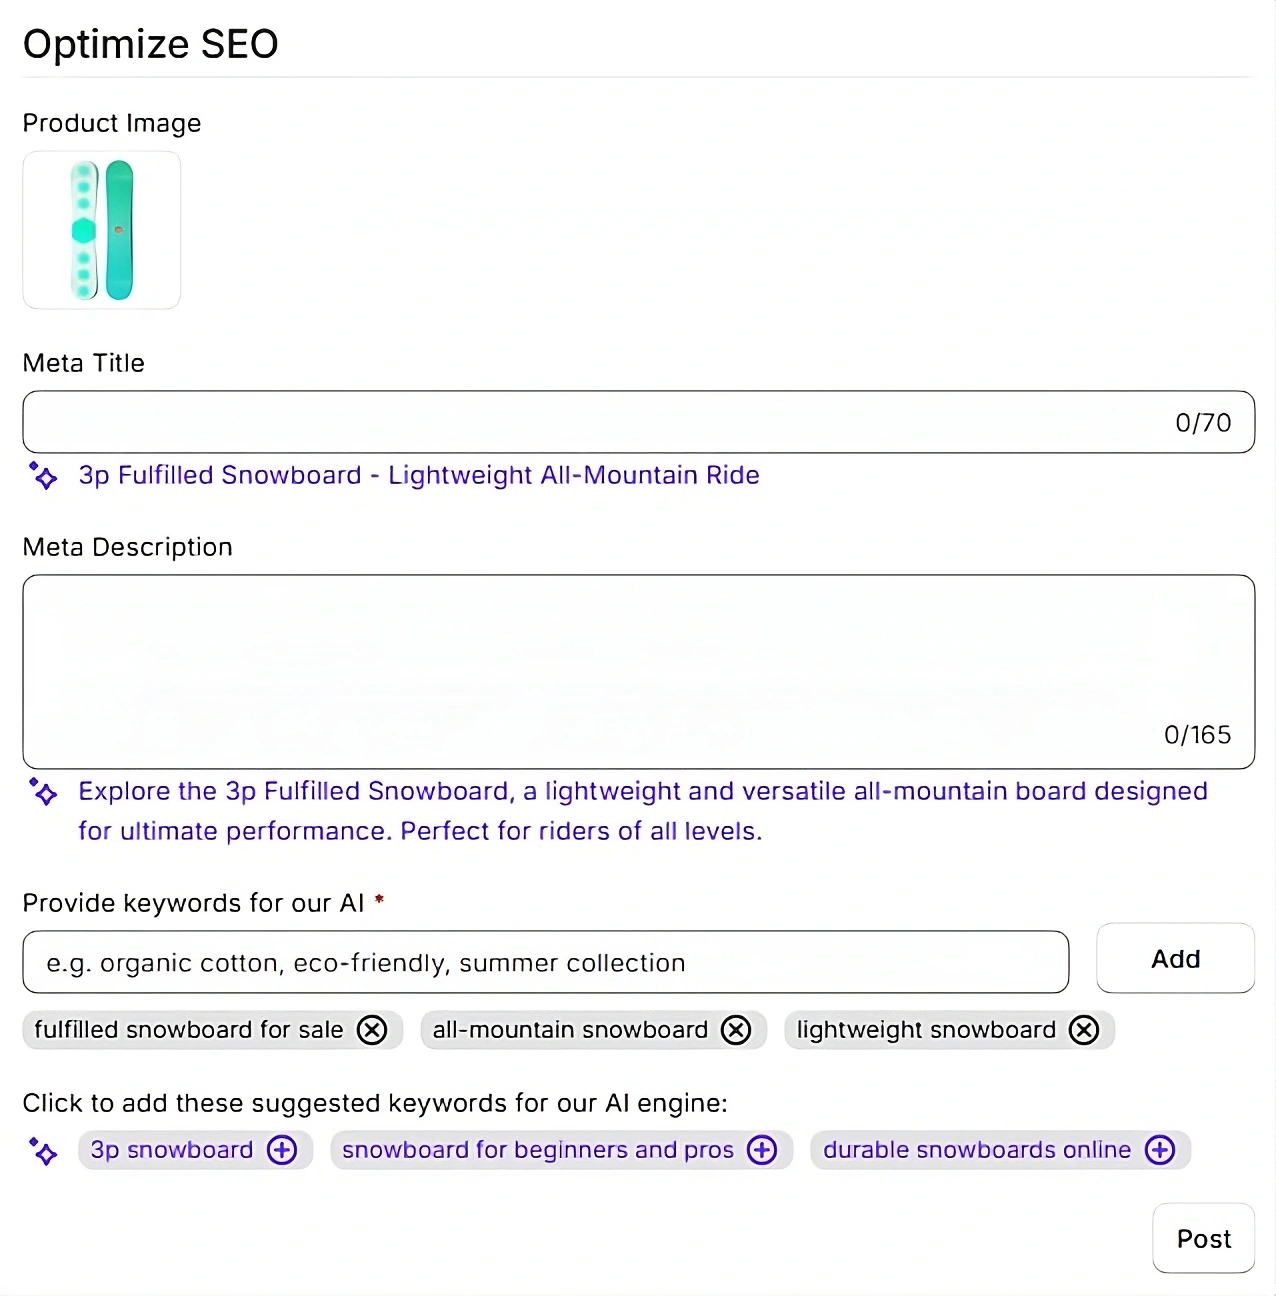 Optimize SEO
Product Image
Meta Title
0/70
3p Fulfilled Snowboard - Lightweight All-Mountain Ride
Meta Description
0/165
Explore the 3p Fulfilled Snowboard, a lightweight and versatile all-mountain board designed
for ultimate performance. Perfect for riders of all levels.
Provide keywords for our AI *
e.g. organic cotton, eco-friendly, summer collection
Add
fulfilled snowboard for sale all-mountain snowboard lightweight snowboard
Click to add these suggested keywords for our AI engine:
3p snowboard snowboard for beginners and pros durable snowboards online
Post